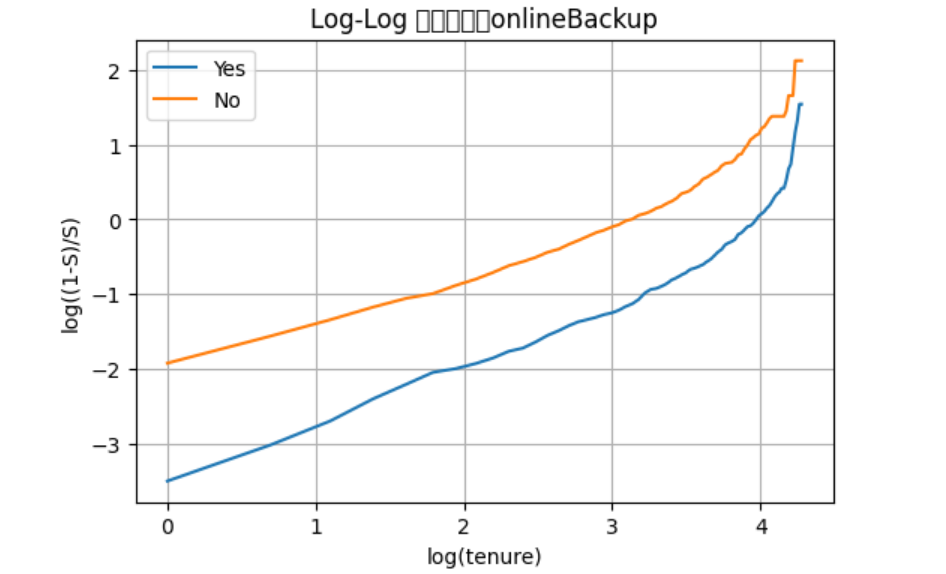 Log-Log onlineBackup
Yes
No
2
1
0
−1
−2
−3
log((1-S)/S)
0 1 2 3 4
log(tenure)